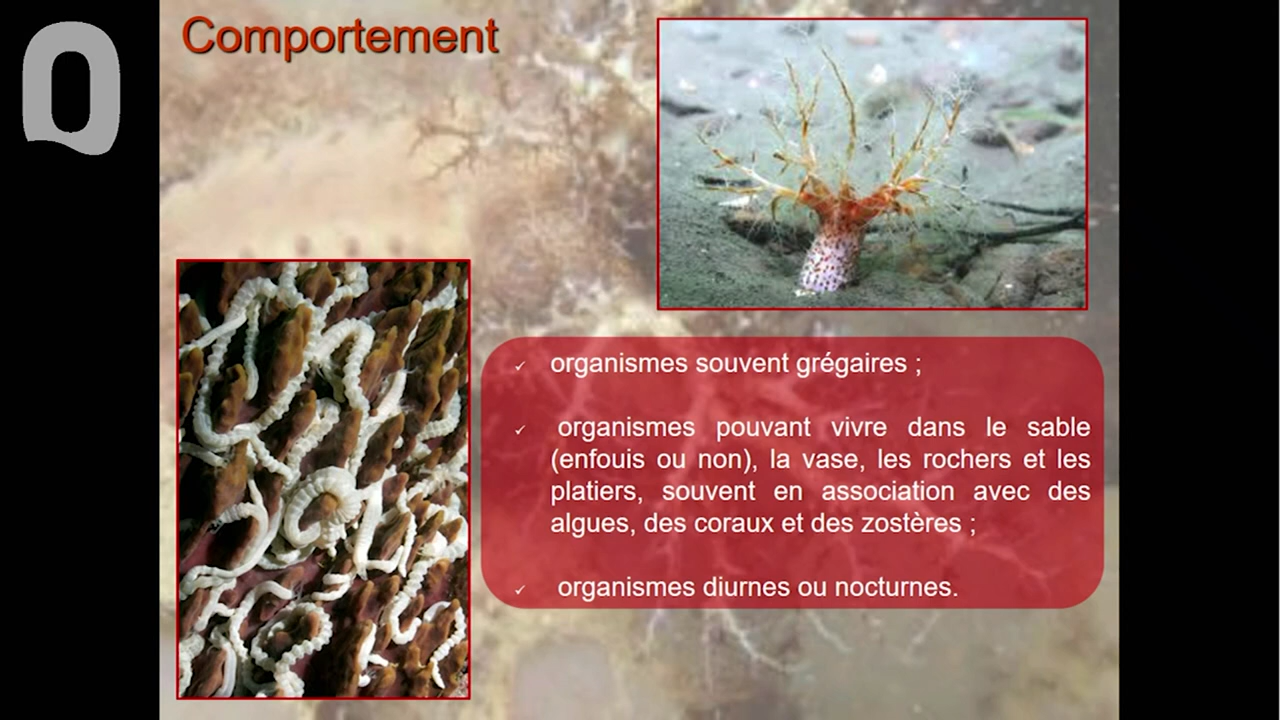 Comportement
✓ organismes souvent grégaires ;
✓ organismes pouvant vivre dans le sable
(enfouis ou non), la vase, les rochers et les
platiers, souvent en association avec des
algues, des coraux et des zostères ;
✓ organismes diurnes ou nocturnes.